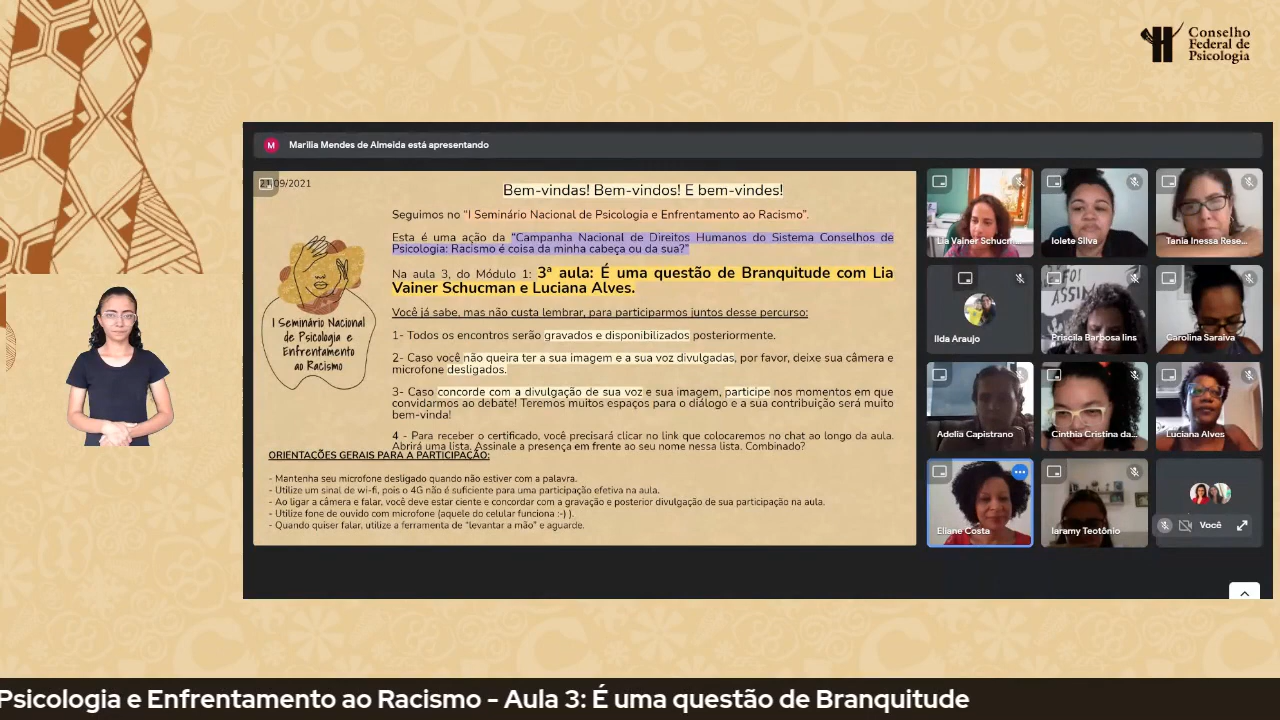 Conselho
Federal de
Psicologia
M Marilia Mendes de Almeida está apresentando
21/09/2021
Bem-vindas! Bem-vindos! E bem-vindes!
Seguimos no “I Seminário Nacional de Psicologia e Enfrentamento ao Racismo”.
Esta é uma ação da “Campanha Nacional de Direitos Humanos do Sistema Conselhos de
Psicologia: Racismo é coisa da minha cabeça ou da sua?”
Na aula 3, do Módulo 1: 3ª aula: É uma questão de Branquitude com Lia
Vainer Schucman e Luciana Alves.
Você já sabe, mas não custa lembrar, para participarmos juntos desse percurso:
1- Todos os encontros serão gravados e disponibilizados posteriormente.
2- Caso você não queira ter a sua imagem e a sua voz divulgadas, por favor, deixe sua câmera e
microfone desligados.
3- Caso concorde com a divulgação de sua voz e sua imagem, participe nos momentos em que
convidarmos ao debate! Teremos muitos espaços para o diálogo e a sua contribuição será muito
bem-vinda!
4 - Para receber o certificado, você precisará clicar no link que colocaremos no chat ao longo da aula.
Abrirá uma lista. Assinale a presença em frente ao seu nome nessa lista. Combinado?
I Seminário Nacional
de Psicologia e
Enfrentamento
ao Racismo
ORIENTAÇÕES GERAIS PARA A PARTICIPAÇÃO:
- Mantenha seu microfone desligado quando não estiver com a palavra.
- Utilize um sinal de wi-fi, pois o 4G não é suficiente para uma participação efetiva na aula.
- Ao ligar a câmera e falar, você deve estar ciente e concordar com a gravação e posterior divulgação de sua participação na aula.
- Utilize fone de ouvido com microfone (aquele do celular funciona :-) ).
- Quando quiser falar, utilize a ferramenta de “levantar a mão” e aguarde.
Lia Vainer Schucm...
Iolete Silva
Tania Inessa Rese...
Ilda Araujo
Priscila Barbosa lins
Carolina Saraiva
Adelia Capistrano
Cinthia Cristina da...
Luciana Alves
Eliane Costa
Iaramy Teotônio
Você
Psicologia e Enfrentamento ao Racismo - Aula 3: É uma questão de Branquitude